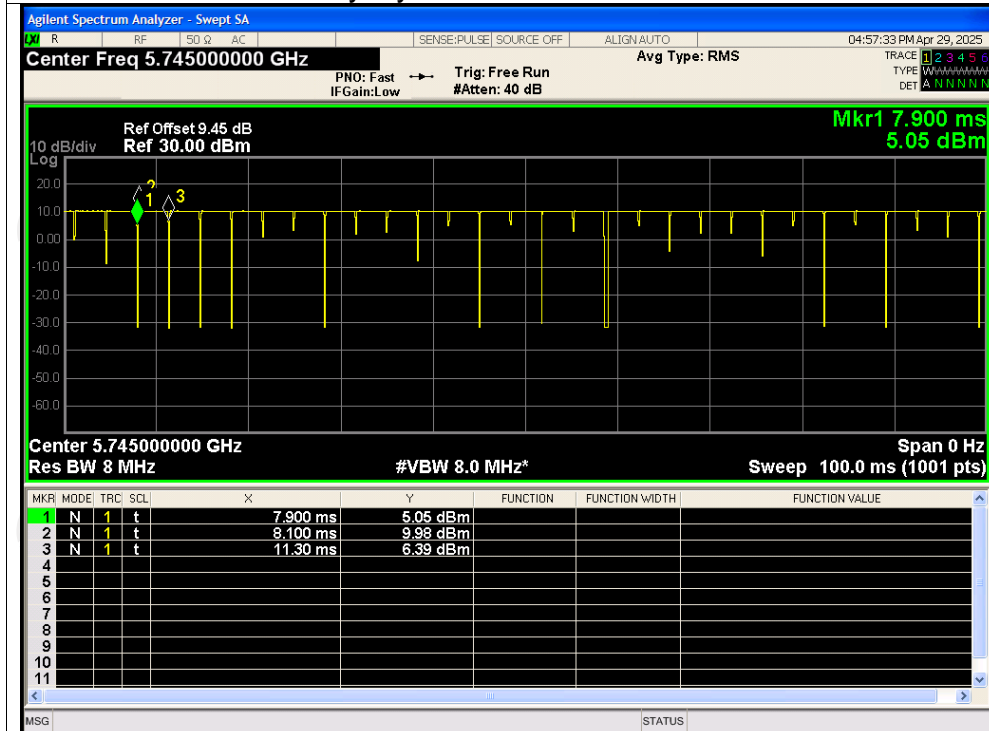 Agilent Spectrum Analyzer - Swept SA
LXI R RF 50 Ω AC SENSE:PULSE SOURCE OFF ALIGN AUTO 04:57:33 PM Apr 29, 2025
Center Freq 5.745000000 GHz Avg Type: RMS TRACE 1 2 3 4 5 6
PNO: Fast Trig: Free Run TYPE
IFGain:Low #Atten: 40 dB DET A N N N N N
Mkr1 7.900 ms
Ref Offset 9.45 dB 5.05 dBm
10 dB/div Ref 30.00 dBm
Log
20.0
2
1 3
10.0
0.00
-10.0
-20.0
-30.0
-40.0
-50.0
-60.0
Center 5.745000000 GHz Span 0 Hz
Res BW 8 MHz #VBW 8.0 MHz* Sweep 100.0 ms (1001 pts)
MKR MODE TRC SCL X Y FUNCTION FUNCTION WIDTH FUNCTION VALUE
1 N 1 t 7.900 ms 5.05 dBm
2 N 1 t 8.100 ms 9.98 dBm
3 N 1 t 11.30 ms 6.39 dBm
4
5
6
7
8
9
10
11
MSG STATUS